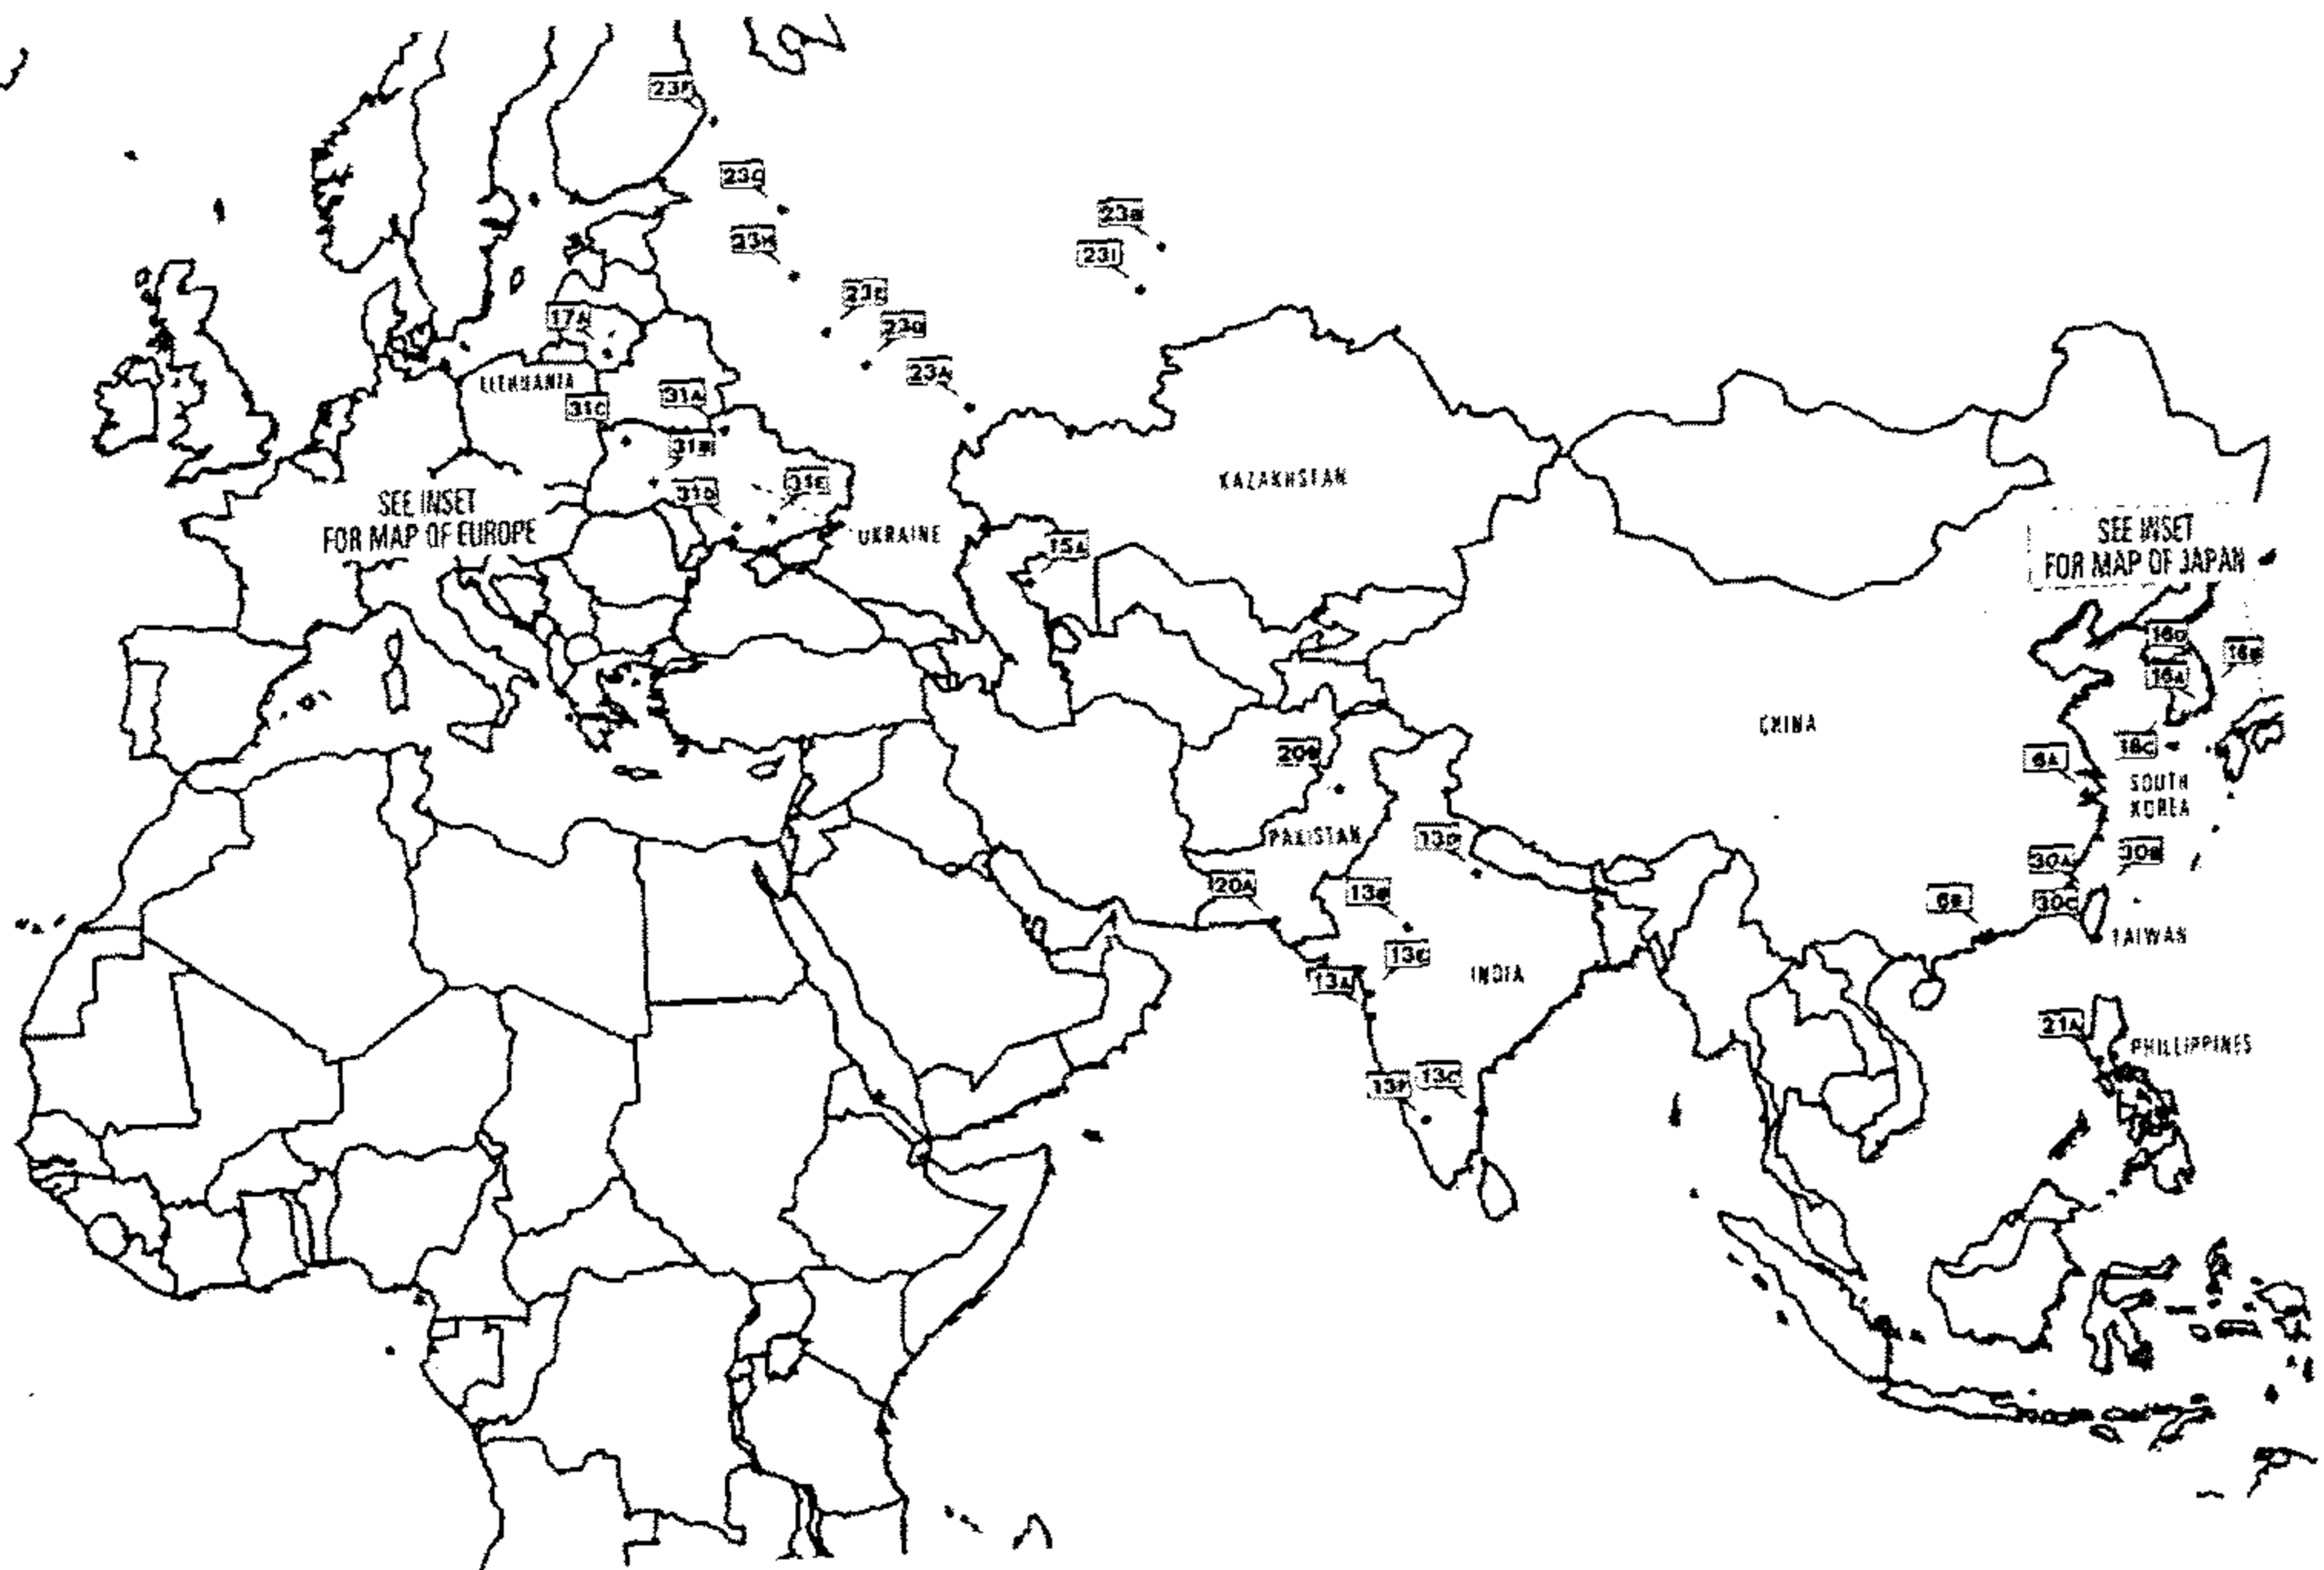 23F
23C
23H
23B
23I
23E
23G
17A
23A
LITHUANIA
31C
31A
31B
KAZAKHSTAN
31D
31E
SEE INSET
FOR MAP OF EUROPE
UKRAINE
15A
SEE INSET
FOR MAP OF JAPAN
16D
16B
16A
CHINA
20B
16C
6A
SOUTH
KOREA
PAKISTAN
13D
30A
30B
20A
13B
6B
30C
TAIWAN
13E
INDIA
13A
21A
PHILLIPPINES
13F
13C